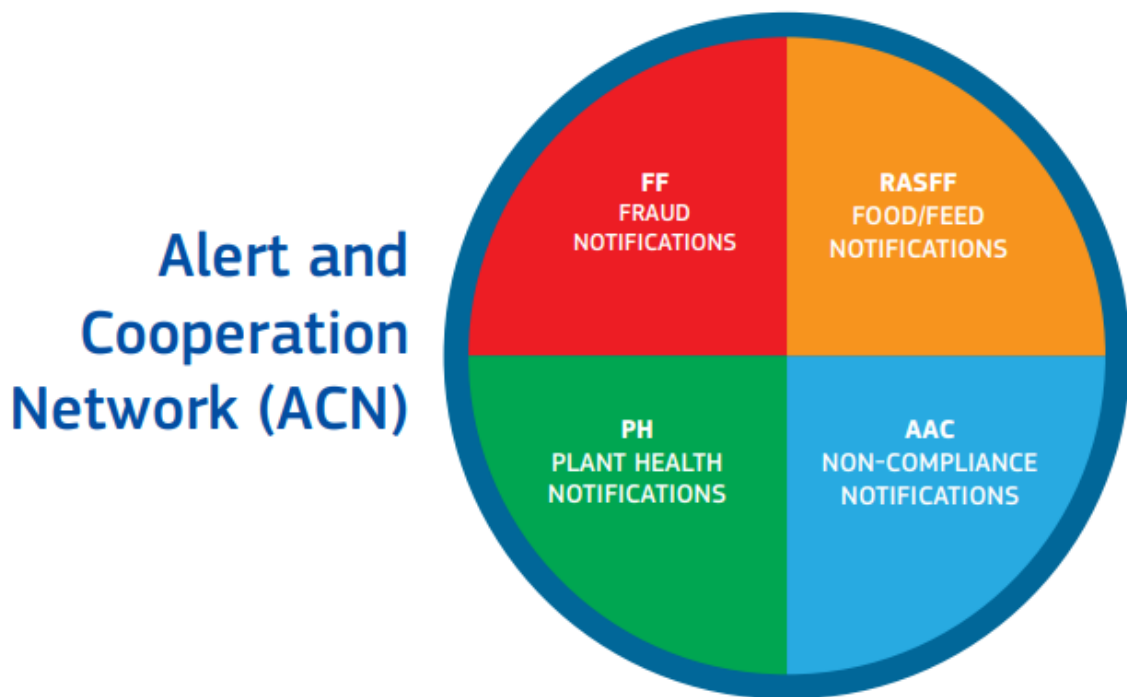 Alert and
Cooperation
Network (ACN)
FF
FRAUD
NOTIFICATIONS
RASFF
FOOD/FEED
NOTIFICATIONS
PH
PLANT HEALTH
NOTIFICATIONS
AAC
NON-COMPLIANCE
NOTIFICATIONS